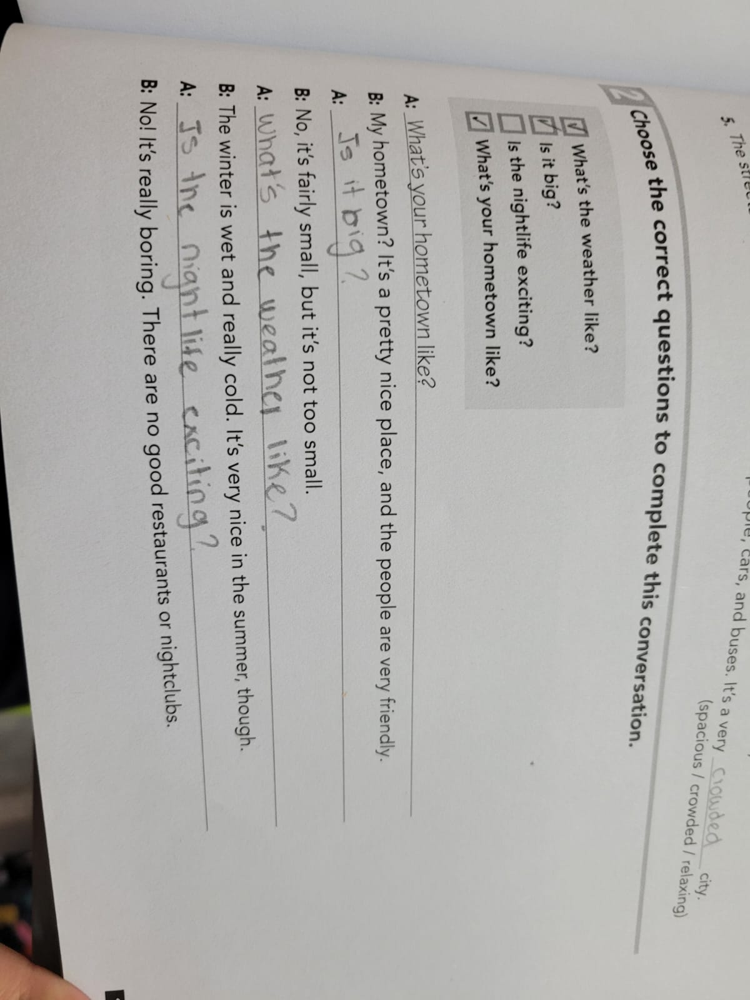 5. The
cars, and buses. It's a very crowded city.
(spacious / crowded / relaxing)
2 Choose the correct questions to complete this conversation.
☑ What's the weather like?
☑ Is it big?
☐ Is the nightlife exciting?
☑ What's your hometown like?
A: What's your hometown like?
B: My hometown? It's a pretty nice place, and the people are very friendly.
A: Is it big?
B: No, it's fairly small, but it's not too small.
A: What's the weather like?
B: The winter is wet and really cold. It's very nice in the summer, though.
A: Is the night life exciting?
B: No! It's really boring. There are no good restaurants or nightclubs.